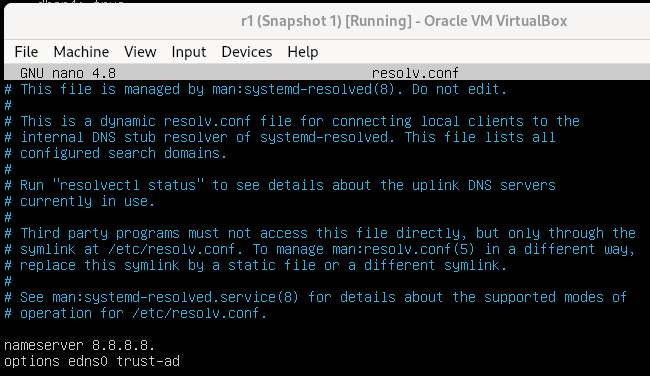 r1 (Snapshot 1) [Running] - Oracle VM VirtualBox
File Machine View Input Devices Help
GNU nano 4.8 resolv.conf
# This file is managed by man:systemd-resolved(8). Do not edit.
#
# This is a dynamic resolv.conf file for connecting local clients to the
# internal DNS stub resolver of systemd-resolved. This file lists all
# configured search domains.
#
# Run "resolvectl status" to see details about the uplink DNS servers
# currently in use.
#
# Third party programs must not access this file directly, but only through the
# symlink at /etc/resolv.conf. To manage man:resolv.conf(5) in a different way,
# replace this symlink by a static file or a different symlink.
#
# See man:systemd-resolved.service(8) for details about the supported modes of
# operation for /etc/resolv.conf.
nameserver 8.8.8.8.
options edns0 trust-ad